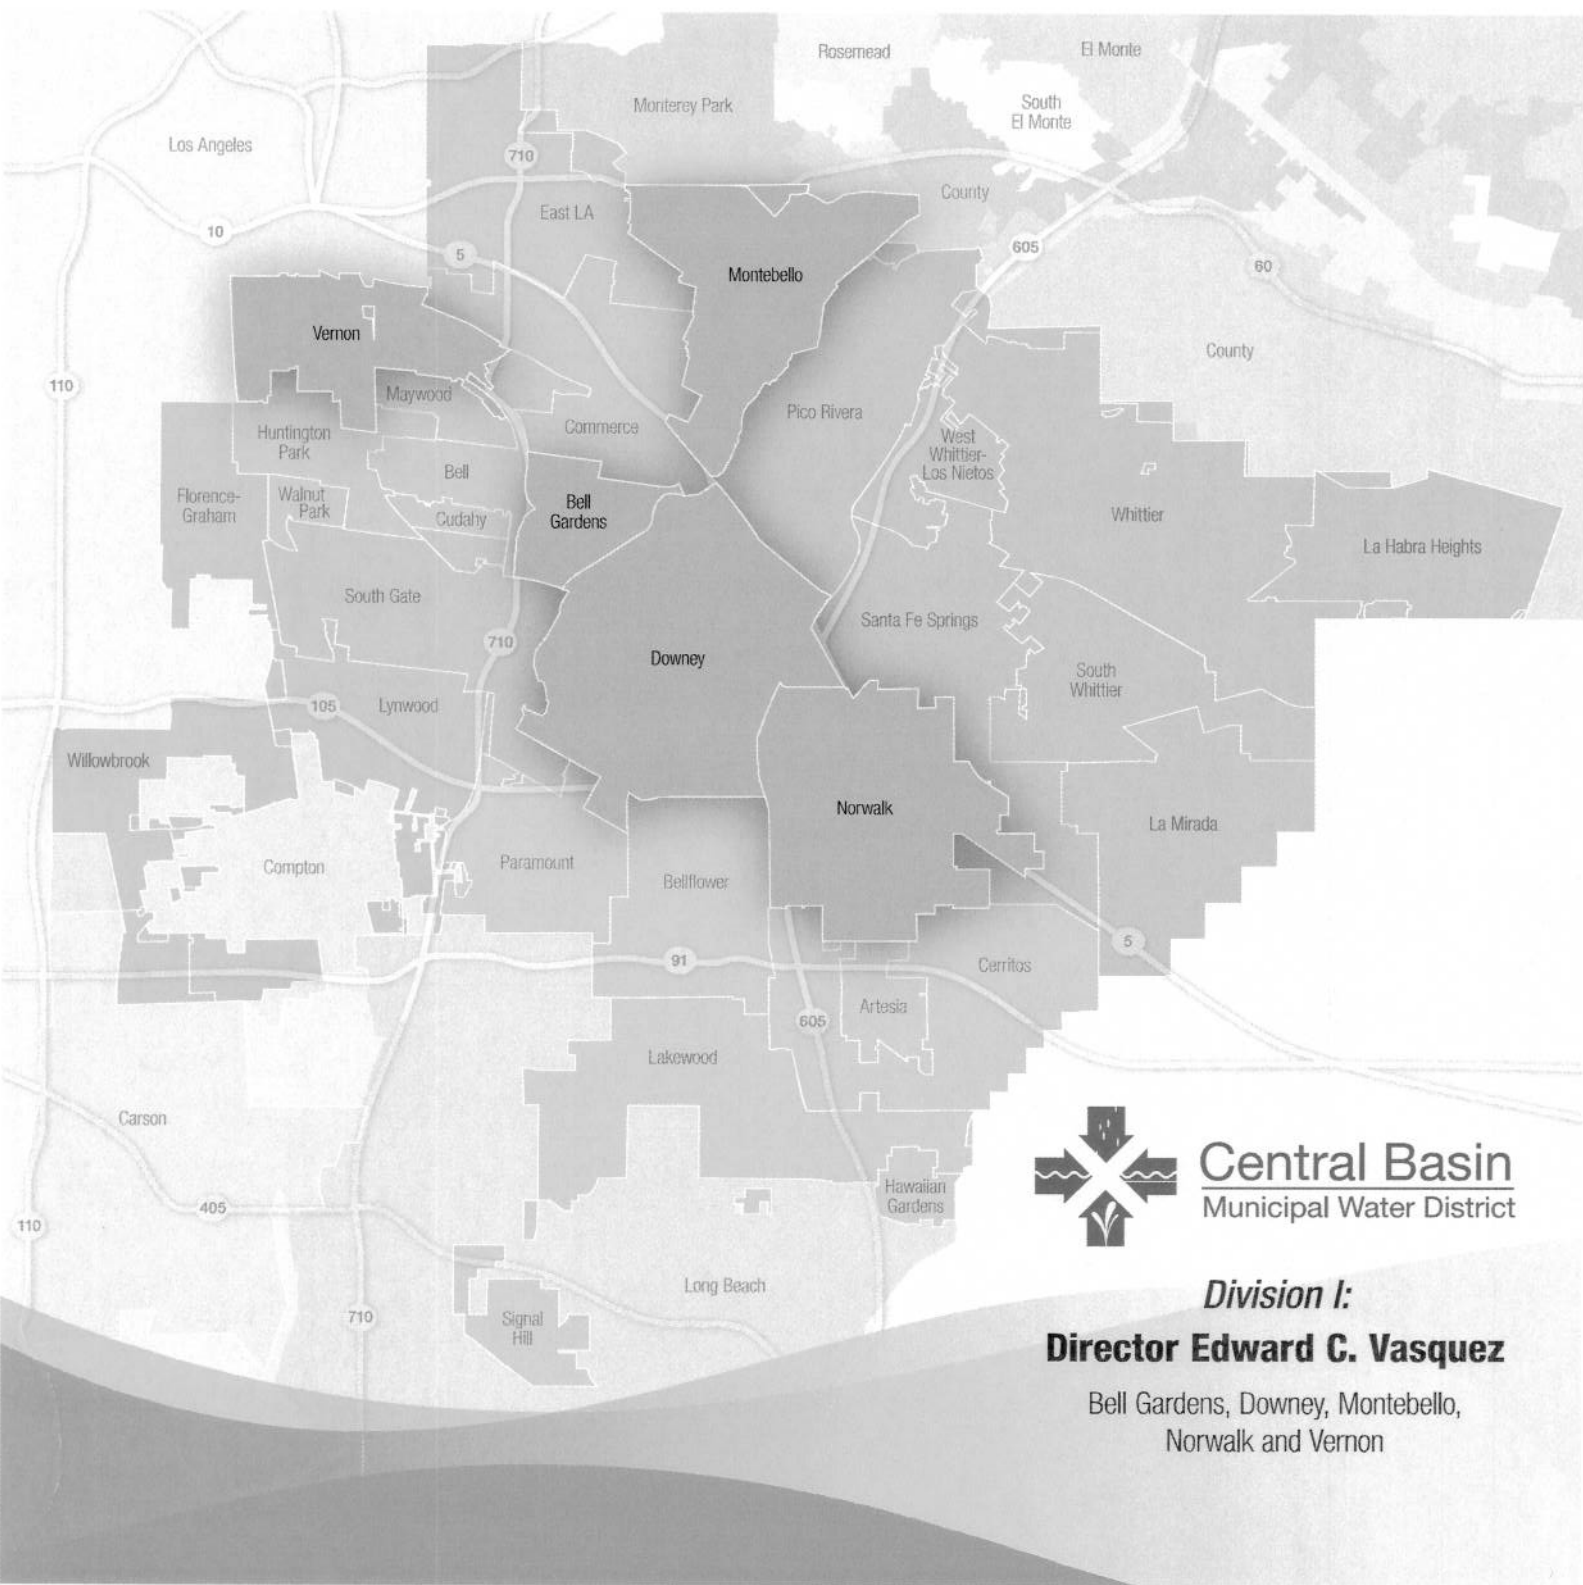 Rosemead
El Monte
Monterey Park
South
El Monte
Los Angeles
710
County
East LA
10
5
605
60
Montebello
Vernon
County
110
Maywood
Pico Rivera
Commerce
Huntington
Park
West
Whittier-
Los Nietos
Bell
Florence-
Graham
Walnut
Park
Cudahy
Bell
Gardens
Whittier
La Habra Heights
South Gate
Santa Fe Springs
710
Downey
South
Whittier
105
Lynwood
Willowbrook
Norwalk
La Mirada
Compton
Paramount
Bellflower
5
91
Cerritos
Artesia
605
Lakewood
Carson
Hawaiian
Gardens
405
110
Long Beach
710
Signal
Hill
Central Basin
Municipal Water District
Division I:
Director Edward C. Vasquez
Bell Gardens, Downey, Montebello,
Norwalk and Vernon